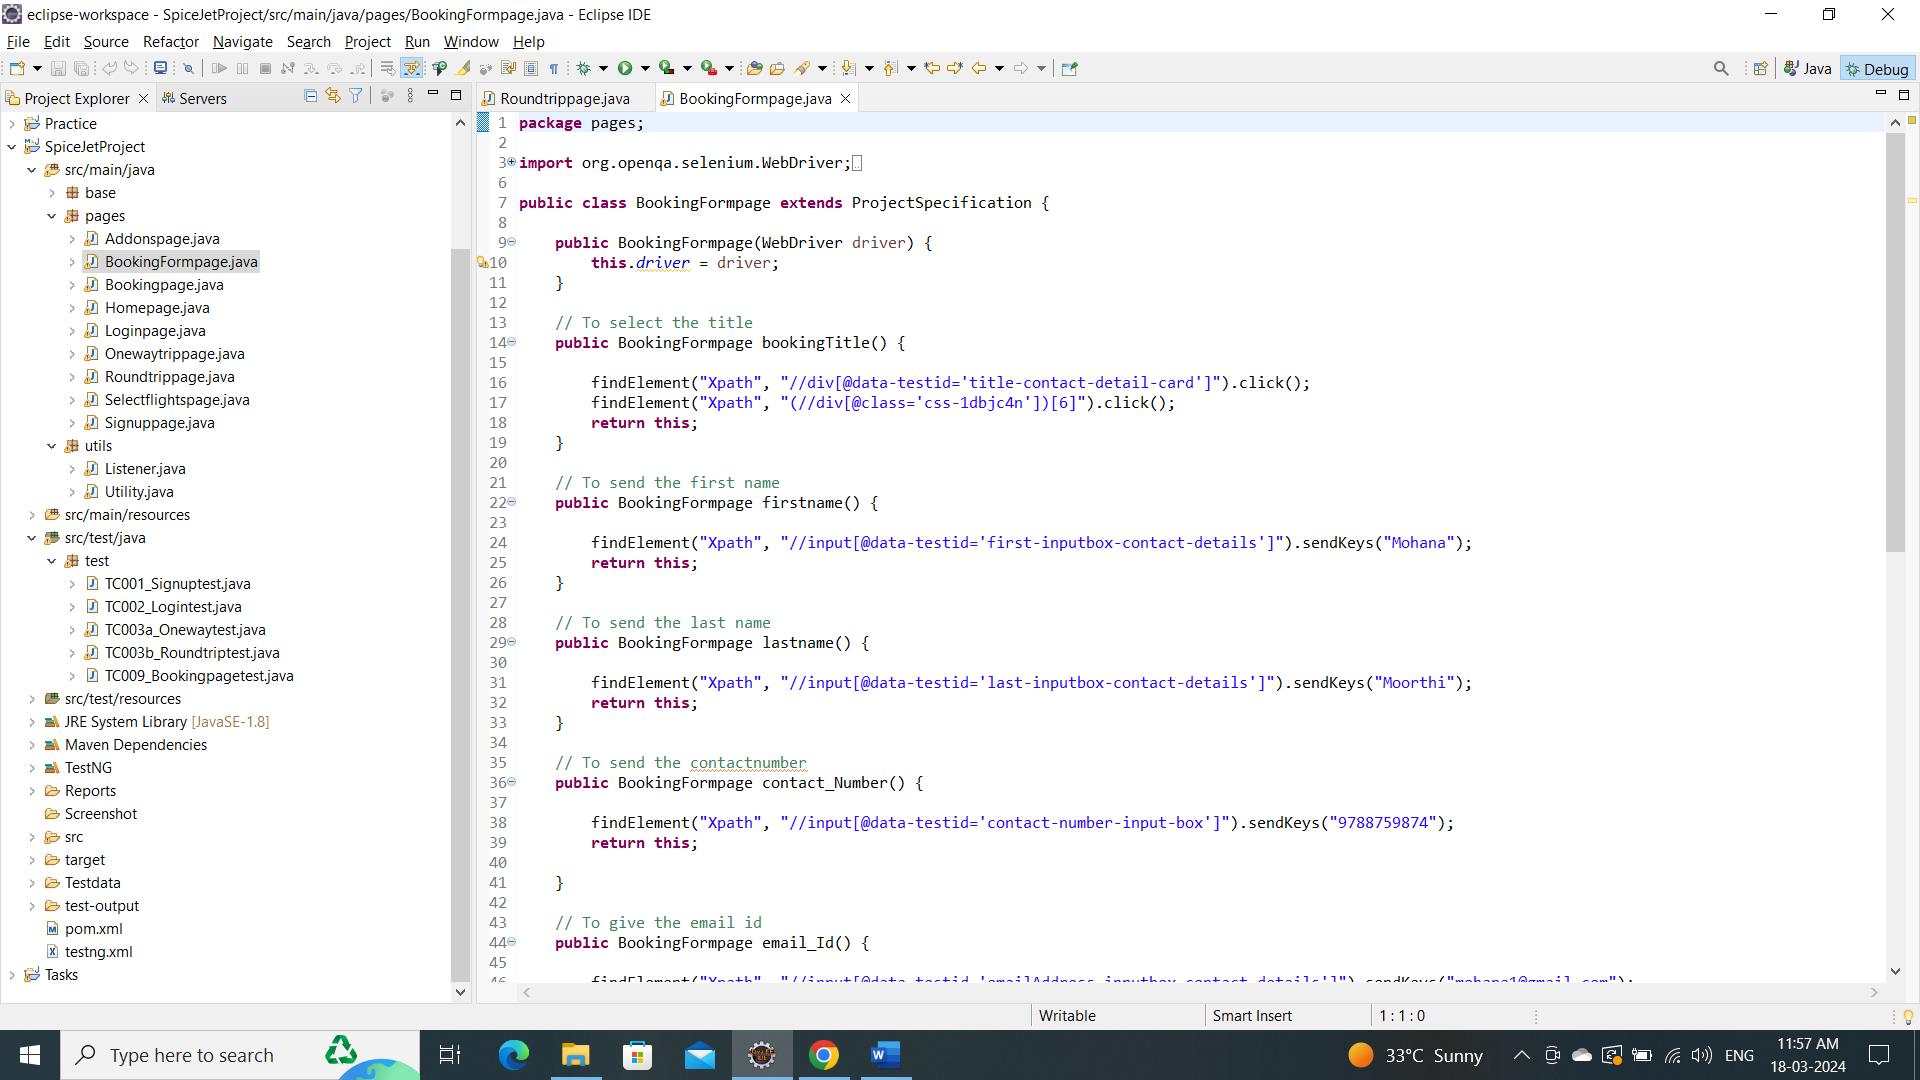 eclipse-workspace - SpiceJetProject/src/main/java/pages/BookingFormpage.java - Eclipse IDE
File Edit Source Refactor Navigate Search Project Run Window Help
Java Debug
Project Explorer Servers
Roundtrippage.java BookingFormpage.java
Practice
SpiceJetProject
src/main/java
base
pages
Addonspage.java
BookingFormpage.java
Bookingpage.java
Homepage.java
Loginpage.java
Onewaytrippage.java
Roundtrippage.java
Selectflightspage.java
Signuppage.java
utils
Listener.java
Utility.java
src/main/resources
src/test/java
test
TC001_Signuptest.java
TC002_Logintest.java
TC003a_Onewaytest.java
TC003b_Roundtriptest.java
TC009_Bookingpagetest.java
src/test/resources
JRE System Library [JavaSE-1.8]
Maven Dependencies
TestNG
Reports
Screenshot
src
target
Testdata
test-output
pom.xml
testng.xml
Tasks
1 package pages;
2
3 import org.openqa.selenium.WebDriver;
6
7 public class BookingFormpage extends ProjectSpecification {
8
9 public BookingFormpage(WebDriver driver) {
10 this.driver = driver;
11 }
12
13 // To select the title
14 public BookingFormpage bookingTitle() {
15
16 findElement("Xpath", "//div[@data-testid='title-contact-detail-card']").click();
17 findElement("Xpath", "(//div[@class='css-1dbjc4n'])[6]").click();
18 return this;
19 }
20
21 // To send the first name
22 public BookingFormpage firstname() {
23
24 findElement("Xpath", "//input[@data-testid='first-inputbox-contact-details']").sendKeys("Mohana");
25 return this;
26 }
27
28 // To send the last name
29 public BookingFormpage lastname() {
30
31 findElement("Xpath", "//input[@data-testid='last-inputbox-contact-details']").sendKeys("Moorthi");
32 return this;
33 }
34
35 // To send the contactnumber
36 public BookingFormpage contact_Number() {
37
38 findElement("Xpath", "//input[@data-testid='contact-number-input-box']").sendKeys("9788759874");
39 return this;
40
41 }
42
43 // To give the email id
44 public BookingFormpage email_Id() {
45
46 findElement("Xpath", "//input[@data-testid='emailAddress-inputbox-contact-details']").sendKeys("mohana1@gmail.com");
Writable Smart Insert 1 : 1 : 0
Type here to search
33°C Sunny
ENG
11:57 AM
18-03-2024